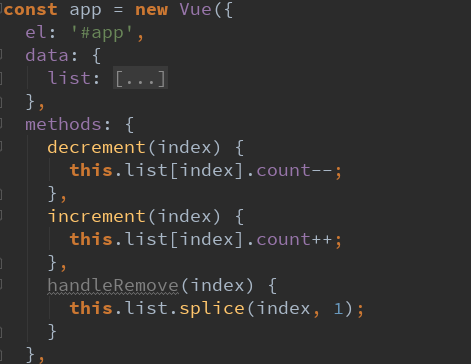 const app = new Vue({
  el: '#app',
  data: {
    list: [...]
  },
  methods: {
    decrement(index) {
      this.list[index].count--;
    },
    increment(index) {
      this.list[index].count++;
    },
    handleRemove(index) {
      this.list.splice(index, 1);
    }
  },